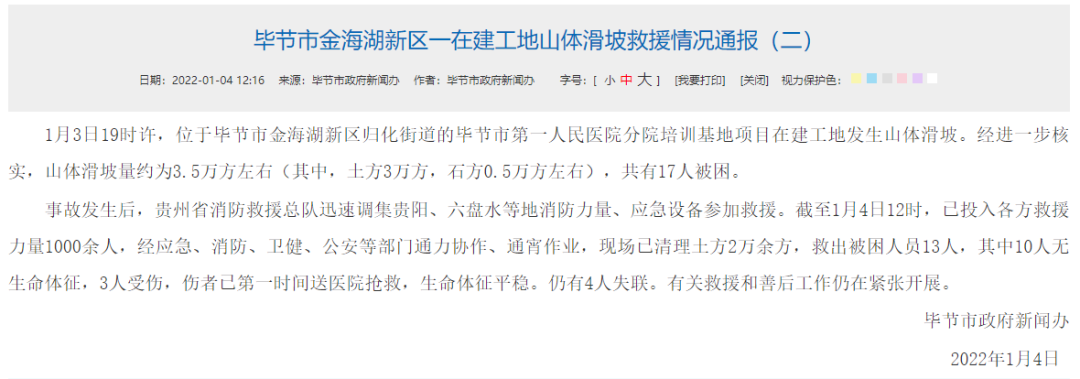 毕节市金海湖新区一在建工地山体滑坡救援情况通报（二）
日期：2022-01-04 12:16 来源：毕节市政府新闻办 作者：毕节市政府新闻办 字号：[ 小 中 大 ] [我要打印] [关闭] 视力保护色：
1月3日19时许，位于毕节市金海湖新区归化街道的毕节市第一人民医院分院培训基地项目在建工地发生山体滑坡。经进一步核
实，山体滑坡量约为3.5万方左右（其中，土方3万方，石方0.5万方左右），共有17人被困。
事故发生后，贵州省消防救援总队迅速调集贵阳、六盘水等地消防力量、应急设备参加救援。截至1月4日12时，已投入各方救援
力量1000余人，经应急、消防、卫健、公安等部门通力协作、通宵作业，现场已清理土方2万余方，救出被困人员13人，其中10人无
生命体征，3人受伤，伤者已第一时间送医院抢救，生命体征平稳。仍有4人失联。有关救援和善后工作仍在紧张开展。
毕节市政府新闻办
2022年1月4日